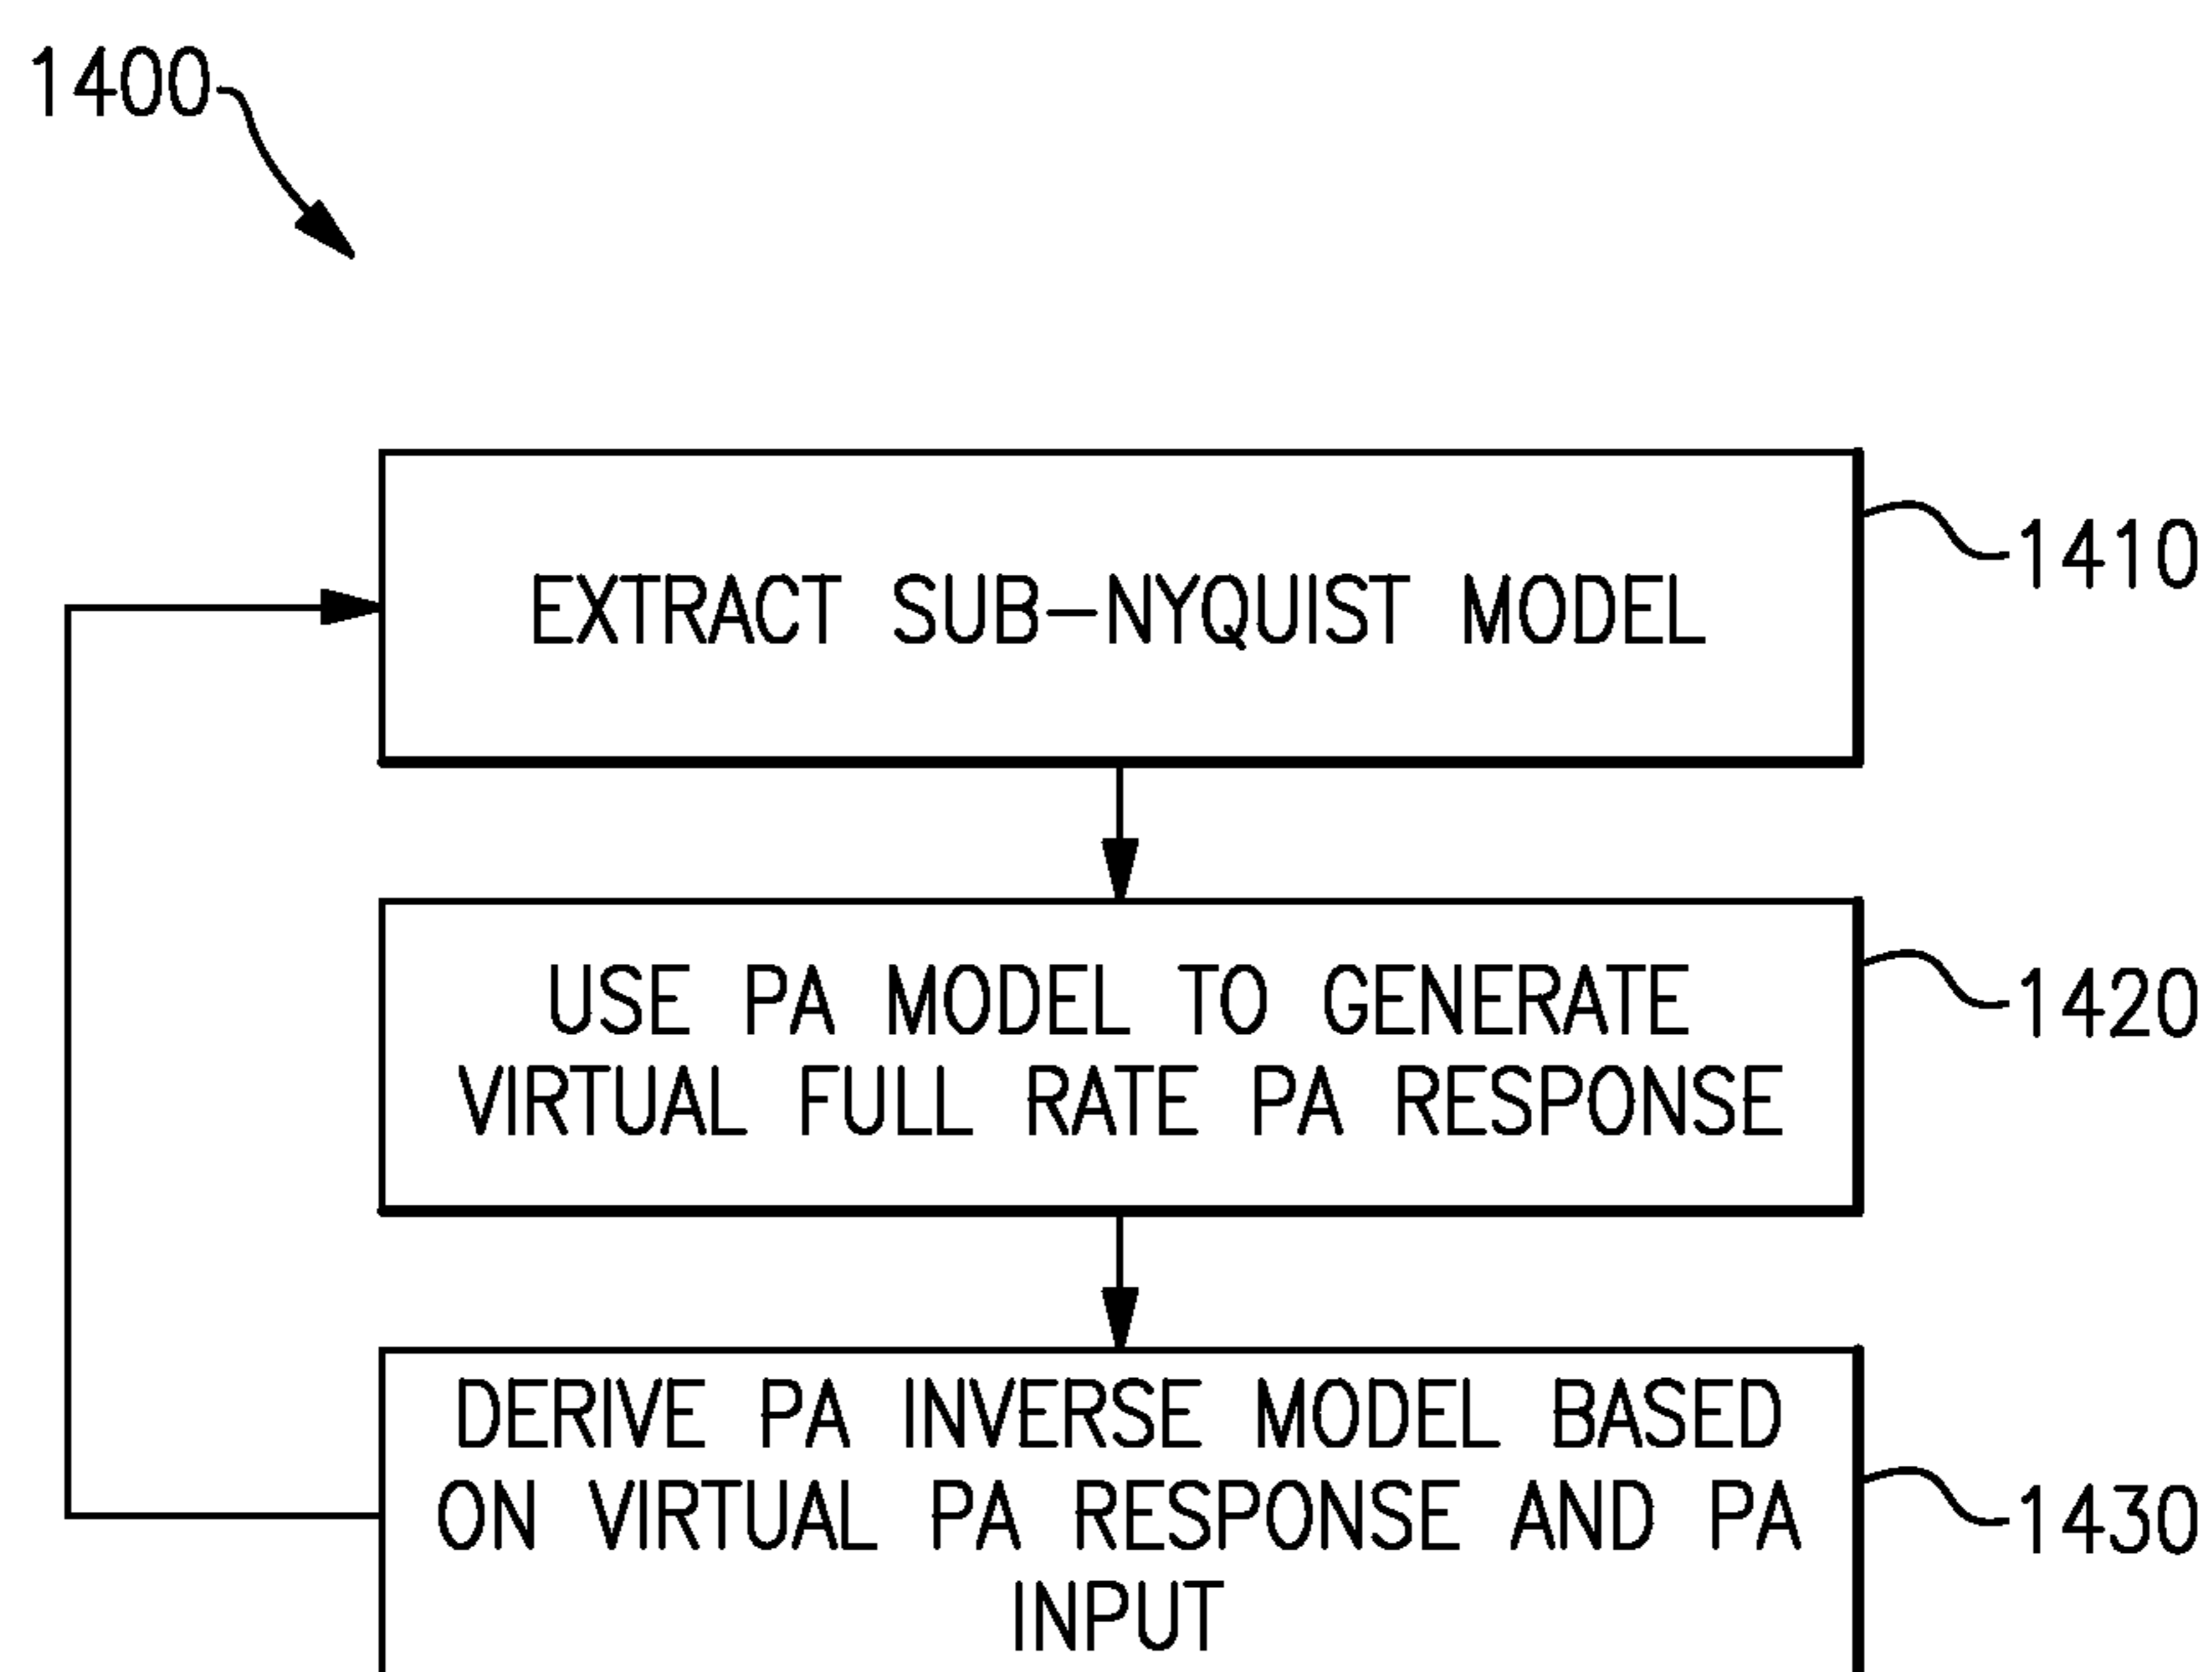 1400
EXTRACT SUB-NYQUIST MODEL
1410
USE PA MODEL TO GENERATE
VIRTUAL FULL RATE PA RESPONSE
1420
DERIVE PA INVERSE MODEL BASED
ON VIRTUAL PA RESPONSE AND PA
INPUT
1430